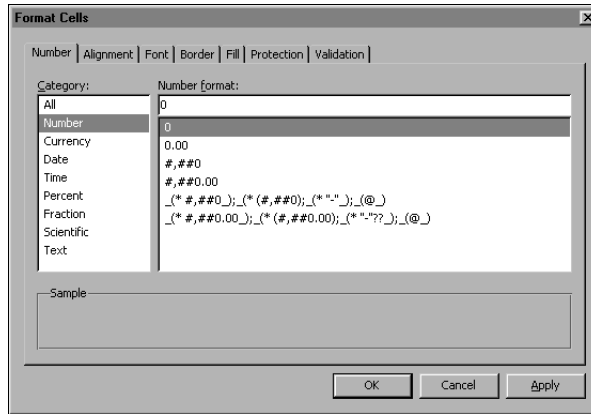 Format Cells
Number Alignment Font Border Fill Protection Validation
Category:
All
Number
Currency
Date
Time
Percent
Fraction
Scientific
Text
Number format:
0
0
0.00
#,##0
#,##0.00
_(* #,##0_);_(* (#,##0);_(* "-"_);_(@_)
_(* #,##0.00_);_(* (#,##0.00);_(* "-"??_);_(@_)
Sample
OK Cancel Apply